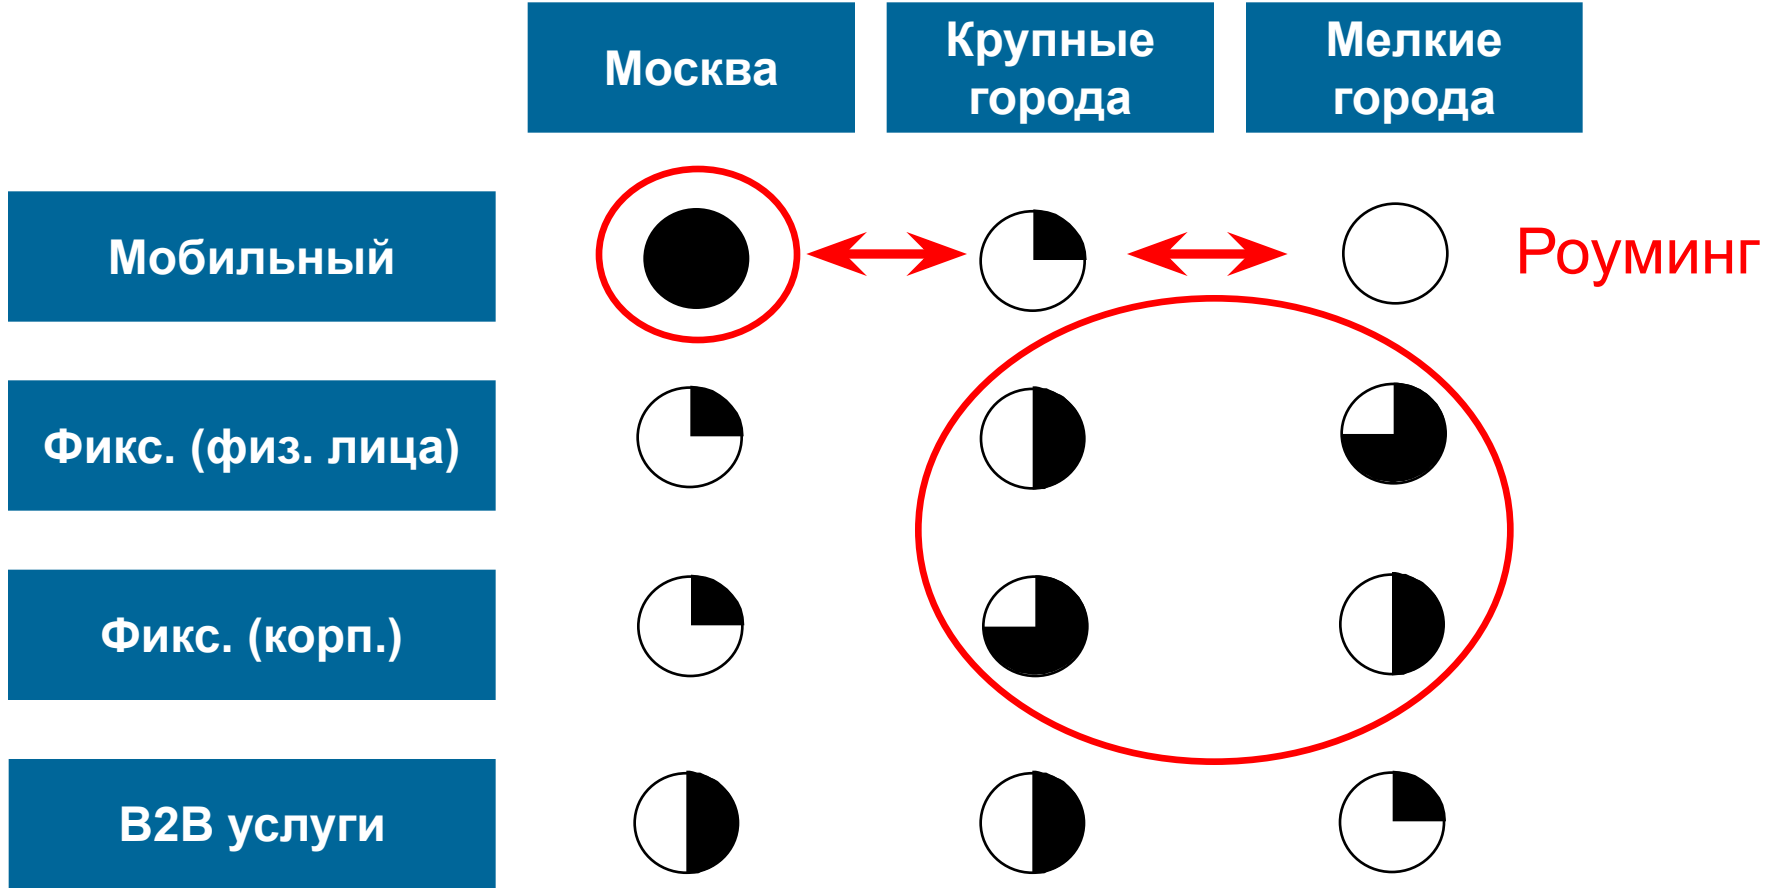 Москва
Крупные
города
Мелкие
города
Мобильный
Роуминг
Фикс. (физ. лица)
Фикс. (корп.)
B2B услуги